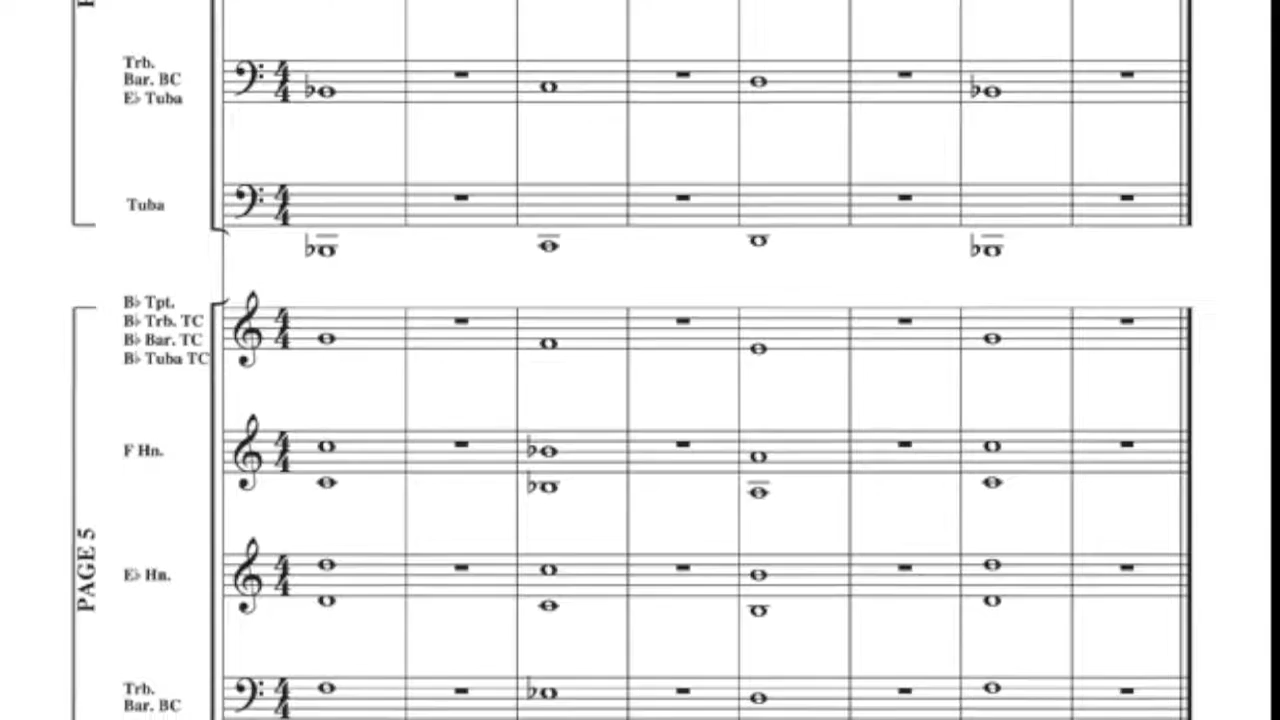 Trb.
Bar. BC
E♭ Tuba
Tuba
B♭ Tpt.
B♭ Trb. TC
B♭ Bar. TC
B♭ Tuba TC
F Hn.
E♭ Hn.
PAGE 5
Trb.
Bar. BC